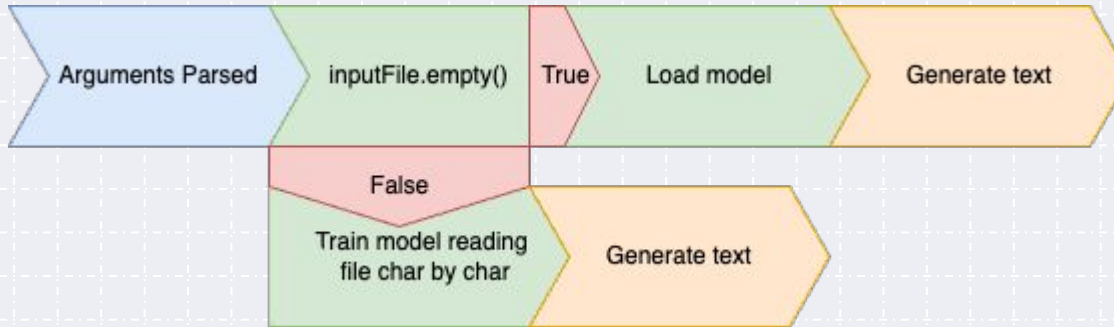 Arguments Parsed
inputFile.empty()
True
Load model
Generate text
False
Train model reading
file char by char
Generate text